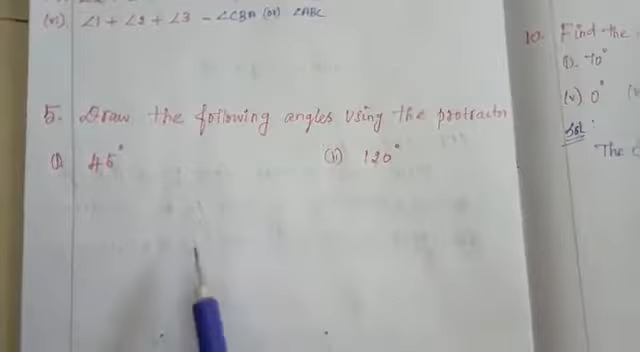 (vi). ∠1 + ∠2 + ∠3 - ∠CBA (or) ∠ABC
5. Draw the following angles using the protractor
(i) 45° (ii) 120°
10. Find the
(i). 70°
(v) 0°
Sol:
The